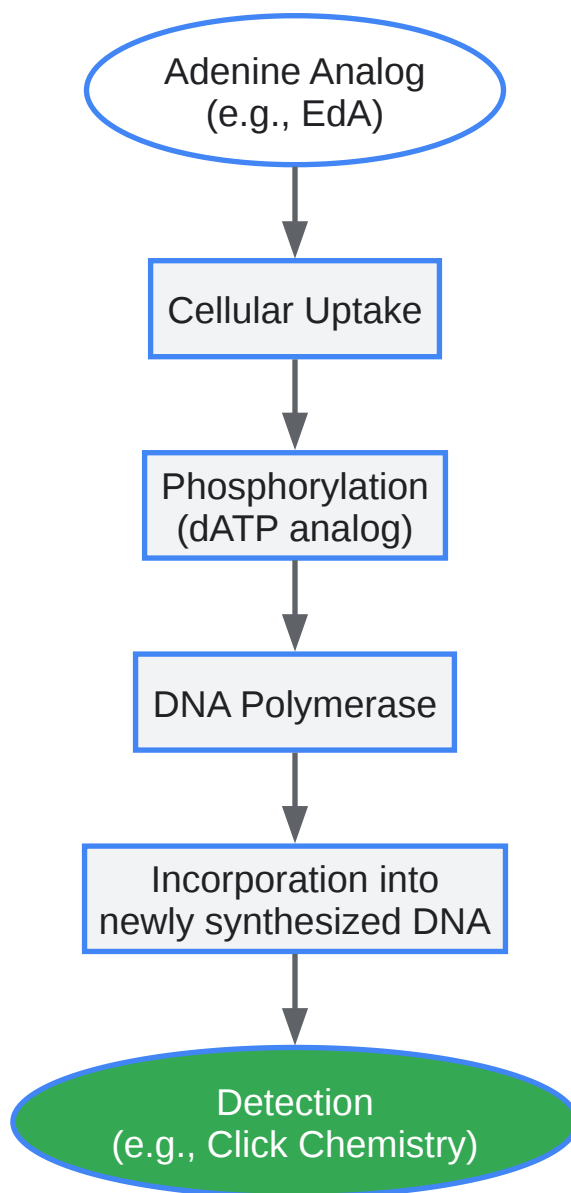 Adenine Analog
(e.g., EdA)
Cellular Uptake
Phosphorylation
(dATP analog)
DNA Polymerase
Incorporation into
newly synthesized DNA
Detection
(e.g., Click Chemistry)